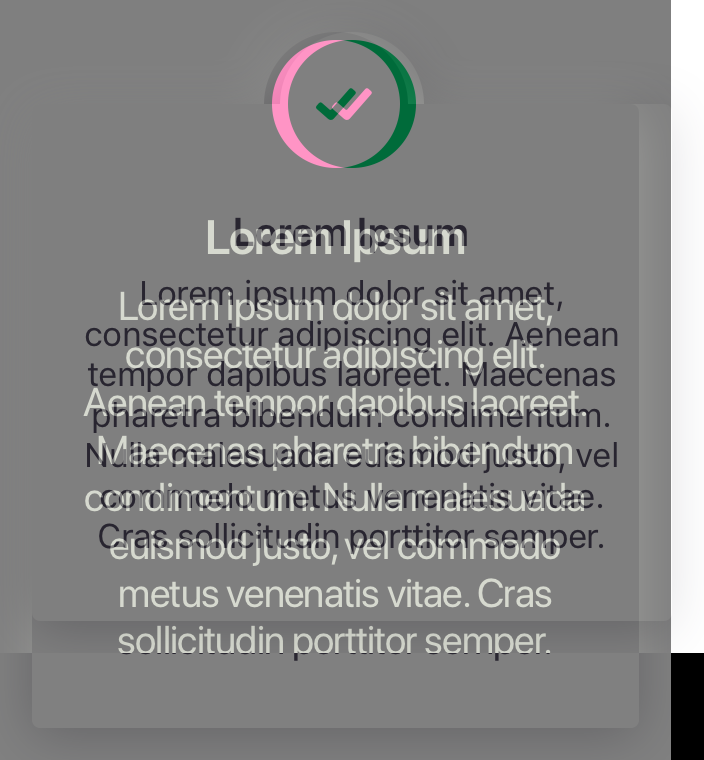 Lorem Ipsum
Lorem Ipsum
Lorem ipsum dolor sit amet,
consectetur adipiscing elit. Aenean
tempor dapibus laoreet. Maecenas
pharetra bibendum condimentum.
Nulla malesuada euismod justo, vel
commodo metus venenatis vitae.
Cras sollicitudin porttitor semper.
Lorem ipsum dolor sit amet,
consectetur adipiscing elit.
Aenean tempor dapibus laoreet.
Maecenas pharetra bibendum
condimentum. Nulla malesuada
euismod justo, vel commodo
metus venenatis vitae. Cras
sollicitudin porttitor semper.